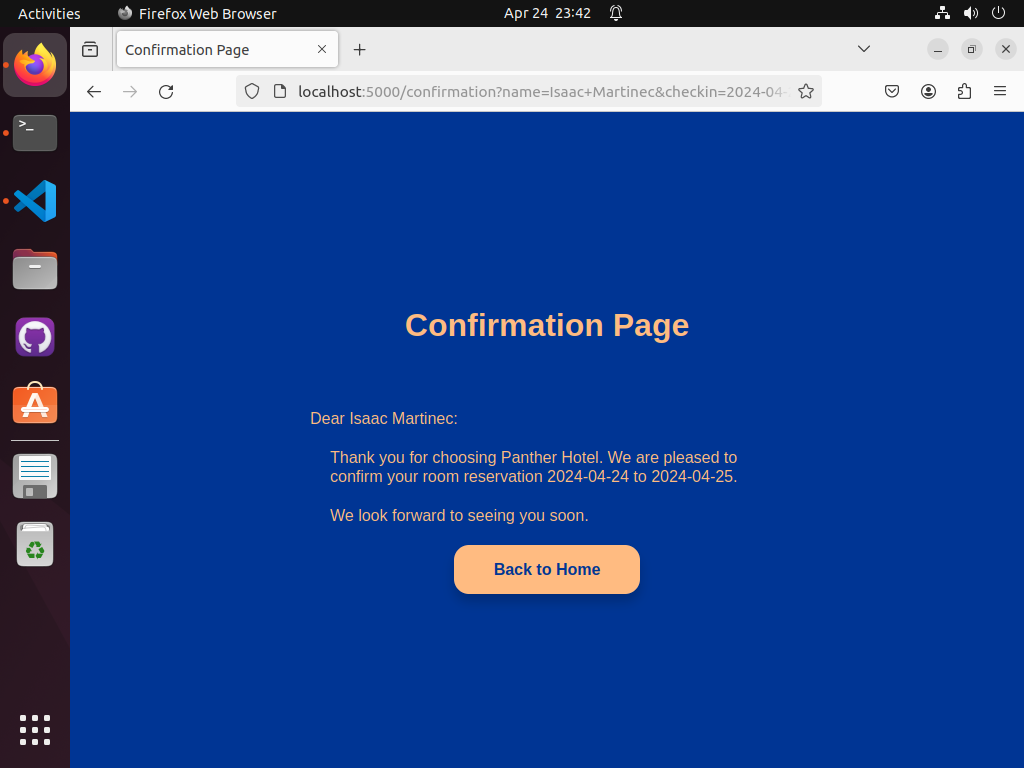 Activities
Firefox Web Browser
Apr 24 23:42
Confirmation Page
localhost:5000/confirmation?name=Isaac+Martinec&checkin=2024-04-
Confirmation Page
Dear Isaac Martinec:
Thank you for choosing Panther Hotel. We are pleased to
confirm your room reservation 2024-04-24 to 2024-04-25.
We look forward to seeing you soon.
Back to Home